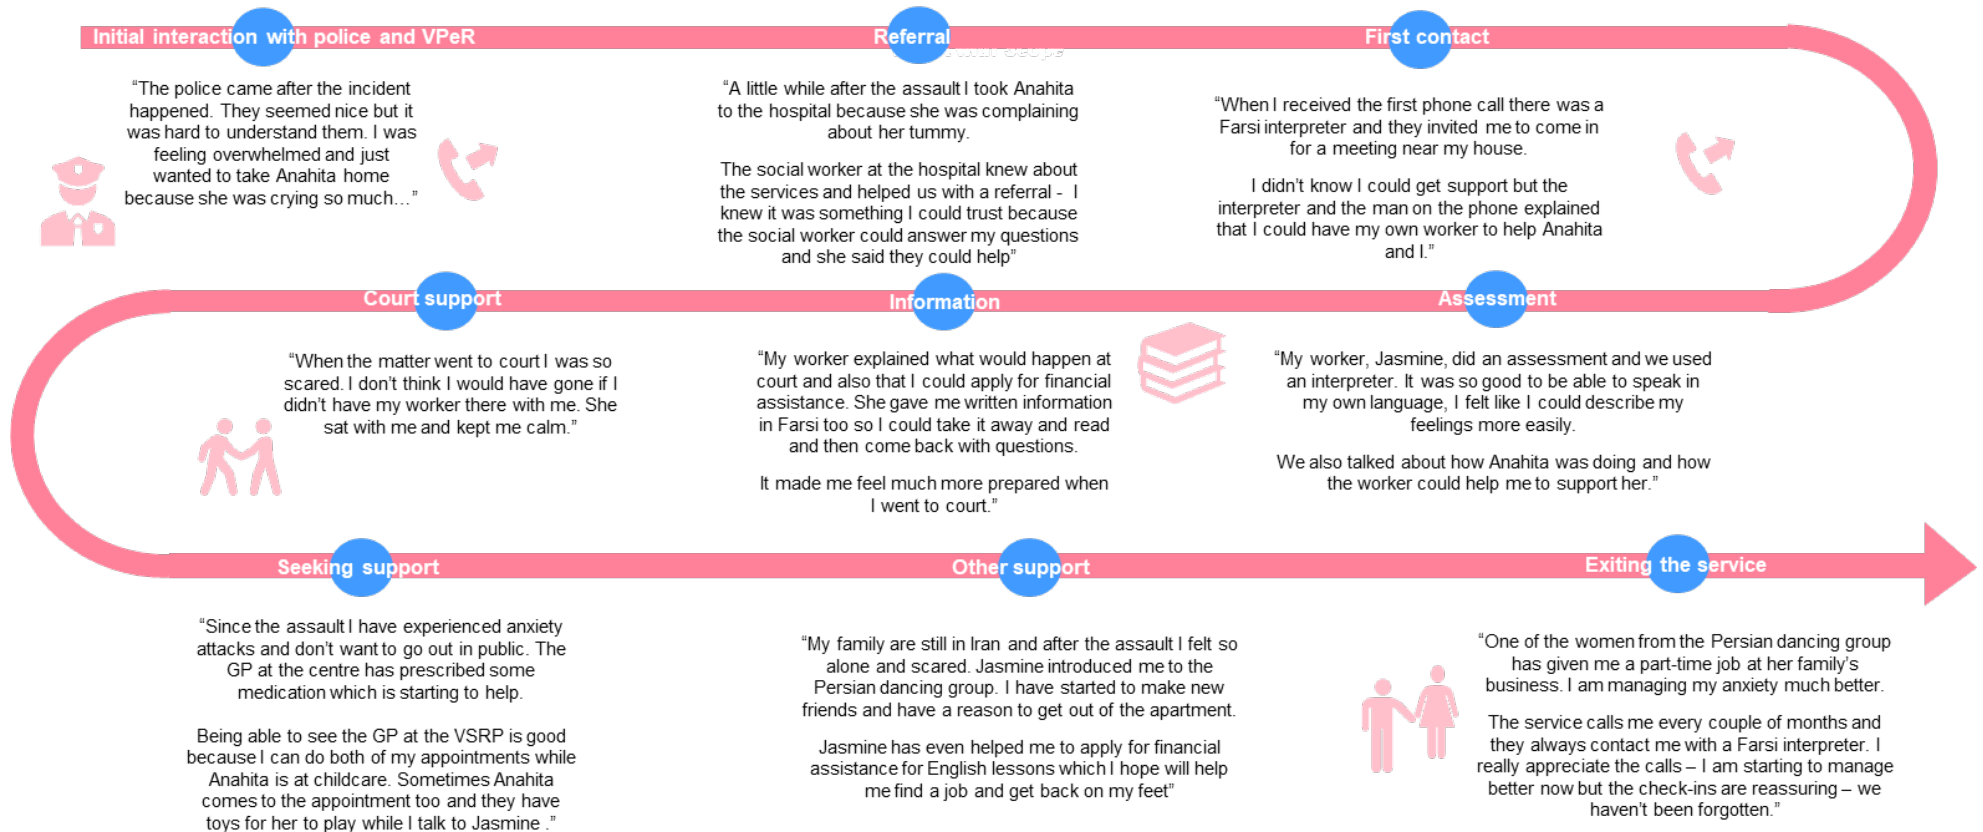 Initial interaction with police and VPeR
“The police came after the incident
happened. They seemed nice but it
was hard to understand them. I was
feeling overwhelmed and just
wanted to take Anahita home
because she was crying so much…”
Referral
“A little while after the assault I took Anahita
to the hospital because she was complaining
about her tummy.
The social worker at the hospital knew about
the services and helped us with a referral - I
knew it was something I could trust because
the social worker could answer my questions
and she said they could help”
First contact
“When I received the first phone call there was a
Farsi interpreter and they invited me to come in
for a meeting near my house.
I didn’t know I could get support but the
interpreter and the man on the phone explained
that I could have my own worker to help Anahita
and I.”
Assessment
“My worker, Jasmine, did an assessment and we used
an interpreter. It was so good to be able to speak in
my own language, I felt like I could describe my
feelings more easily.
We also talked about how Anahita was doing and how
the worker could help me to support her.”
Information
“My worker explained what would happen at
court and also that I could apply for financial
assistance. She gave me written information
in Farsi too so I could take it away and read
and then come back with questions.
It made me feel much more prepared when
I went to court.”
Court support
“When the matter went to court I was so
scared. I don’t think I would have gone if I
didn’t have my worker there with me. She
sat with me and kept me calm.”
Seeking support
“Since the assault I have experienced anxiety
attacks and don’t want to go out in public. The
GP at the centre has prescribed some
medication which is starting to help.
Being able to see the GP at the VSRP is good
because I can do both of my appointments while
Anahita is at childcare. Sometimes Anahita
comes to the appointment too and they have
toys for her to play while I talk to Jasmine .”
Other support
“My family are still in Iran and after the assault I felt so
alone and scared. Jasmine introduced me to the
Persian dancing group. I have started to make new
friends and have a reason to get out of the apartment.
Jasmine has even helped me to apply for financial
assistance for English lessons which I hope will help
me find a job and get back on my feet”
Exiting the service
“One of the women from the Persian dancing group
has given me a part-time job at her family’s
business. I am managing my anxiety much better.
The service calls me every couple of months and
they always contact me with a Farsi interpreter. I
really appreciate the calls – I am starting to manage
better now but the check-ins are reassuring – we
haven’t been forgotten.”